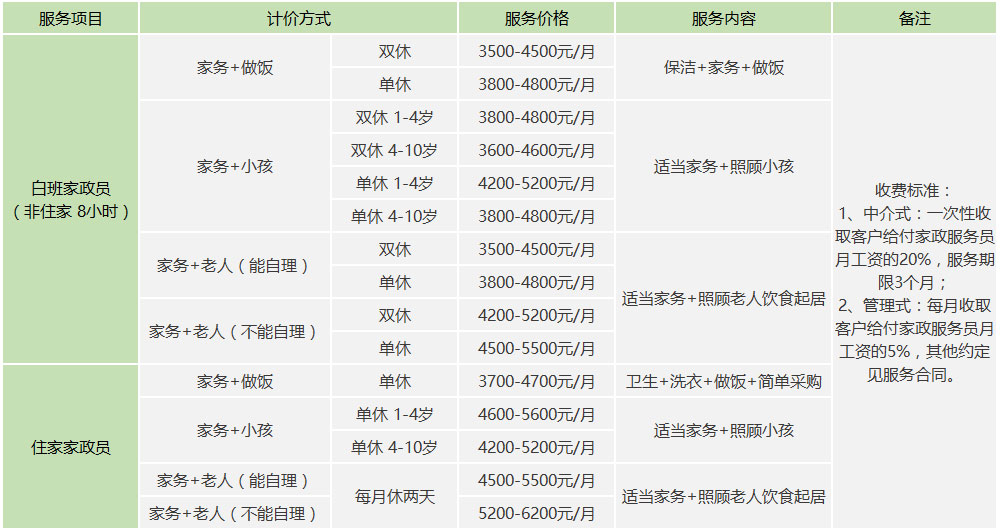 服务项目 计价方式 服务价格 服务内容 备注
白班家政员
（非住家 8小时）
家务+做饭 双休 3500-4500元/月 保洁+家务+做饭
单休 3800-4800元/月
家务+小孩 双休 1-4岁 3800-4800元/月 适当家务+照顾小孩
双休 4-10岁 3600-4600元/月
单休 1-4岁 4200-5200元/月
单休 4-10岁 3800-4800元/月
家务+老人（能自理） 双休 3500-4500元/月 适当家务+照顾老人饮食起居
单休 3800-4800元/月
家务+老人（不能自理） 双休 4200-5200元/月
单休 4500-5500元/月
住家家政员
家务+做饭 单休 3700-4700元/月 卫生+洗衣+做饭+简单采购
家务+小孩 单休 1-4岁 4600-5600元/月 适当家务+照顾小孩
单休 4-10岁 4200-5200元/月
家务+老人（能自理） 每月休两天 4500-5500元/月 适当家务+照顾老人饮食起居
家务+老人（不能自理） 5200-6200元/月
收费标准：
1、中介式：一次性收
取客户给付家政服务员
月工资的20%，服务期
限3个月；
2、管理式：每月收取
客户给付家政服务员月
工资的5%，其他约定
见服务合同。